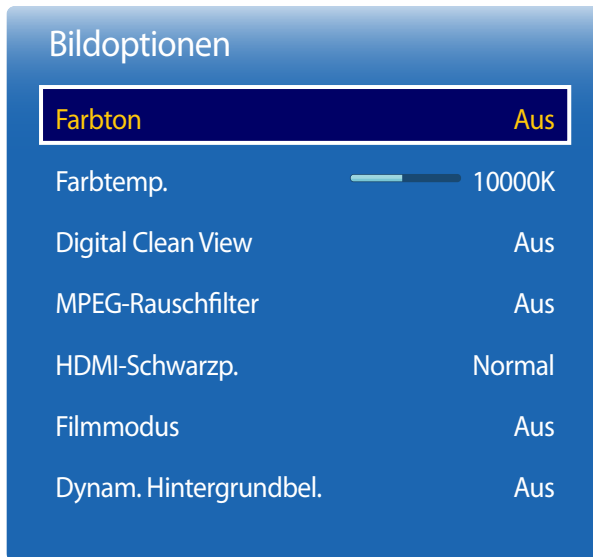 Bildoptionen
Farbton Aus
Farbtemp. 10000K
Digital Clean View Aus
MPEG-Rauschfilter Aus
HDMI-Schwarzp. Normal
Filmmodus Aus
Dynam. Hintergrundbel. Aus